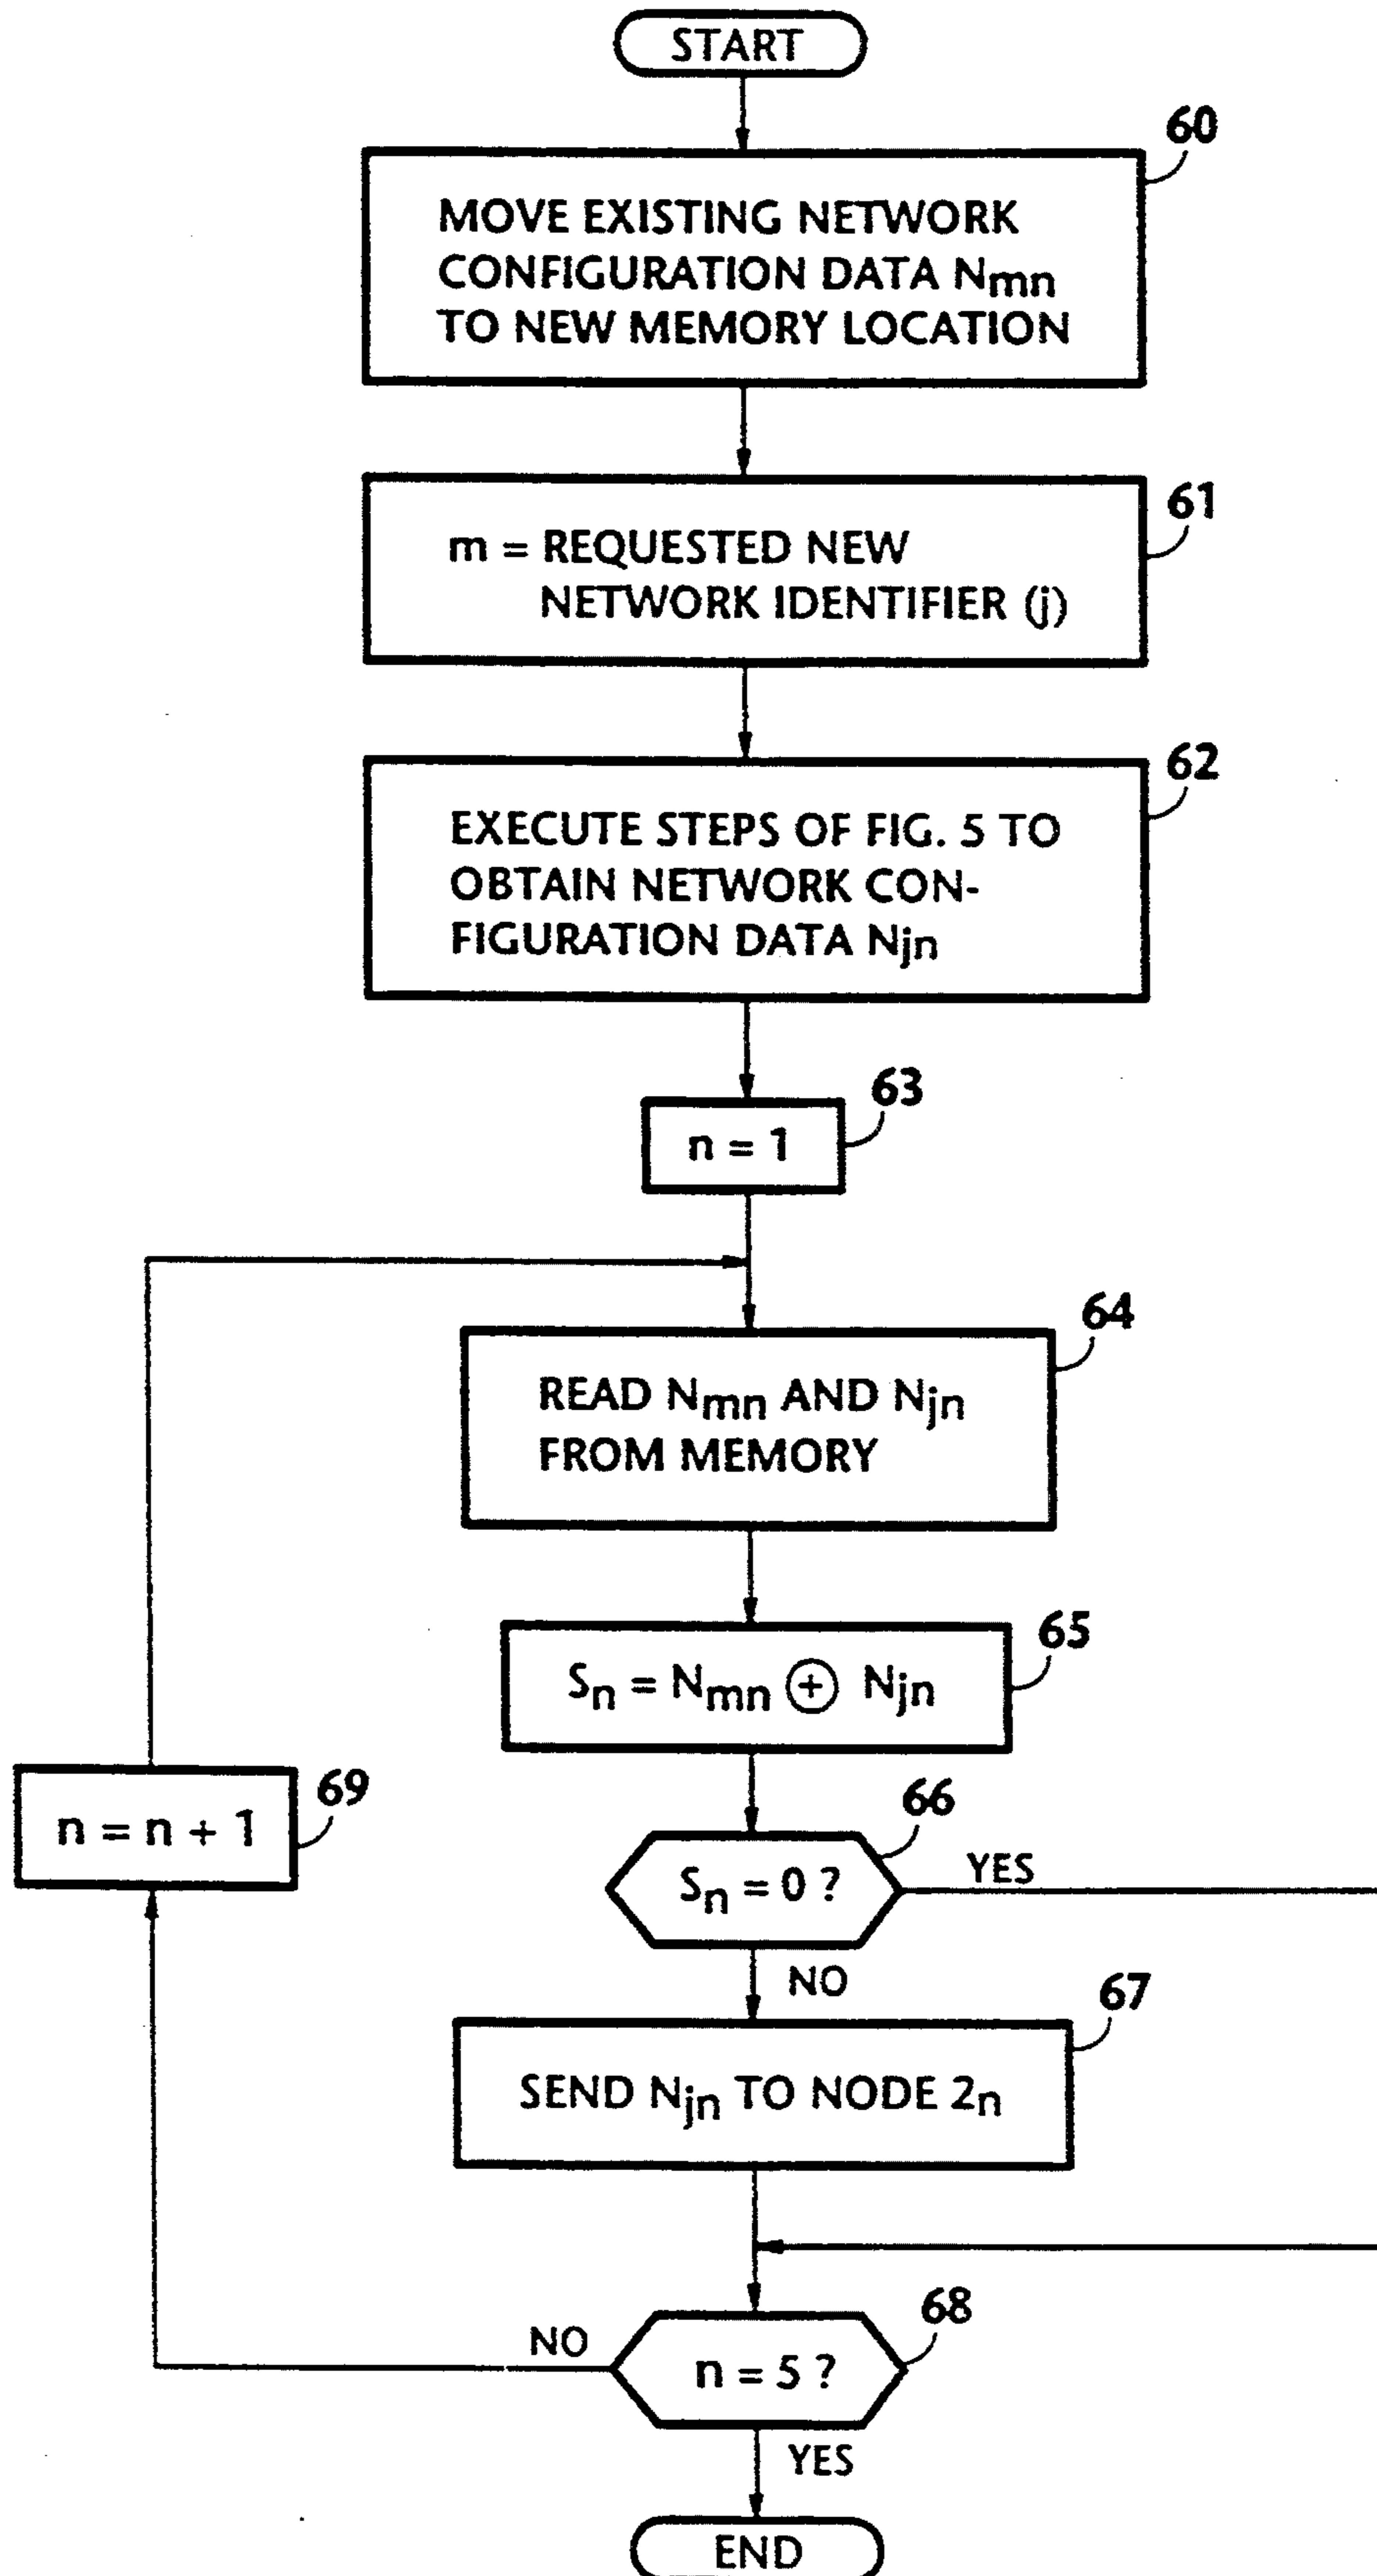 START
60
MOVE EXISTING NETWORK
CONFIGURATION DATA Nmn
TO NEW MEMORY LOCATION
61
m = REQUESTED NEW
NETWORK IDENTIFIER (j)
62
EXECUTE STEPS OF FIG. 5 TO
OBTAIN NETWORK CON-
FIGURATION DATA Njn
63
n = 1
64
READ Nmn AND Njn
FROM MEMORY
65
Sn = Nmn ⊕ Njn
69
n = n + 1
66
Sn = 0 ?
YES
NO
67
SEND Njn TO NODE 2n
68
NO
n = 5 ?
YES
END